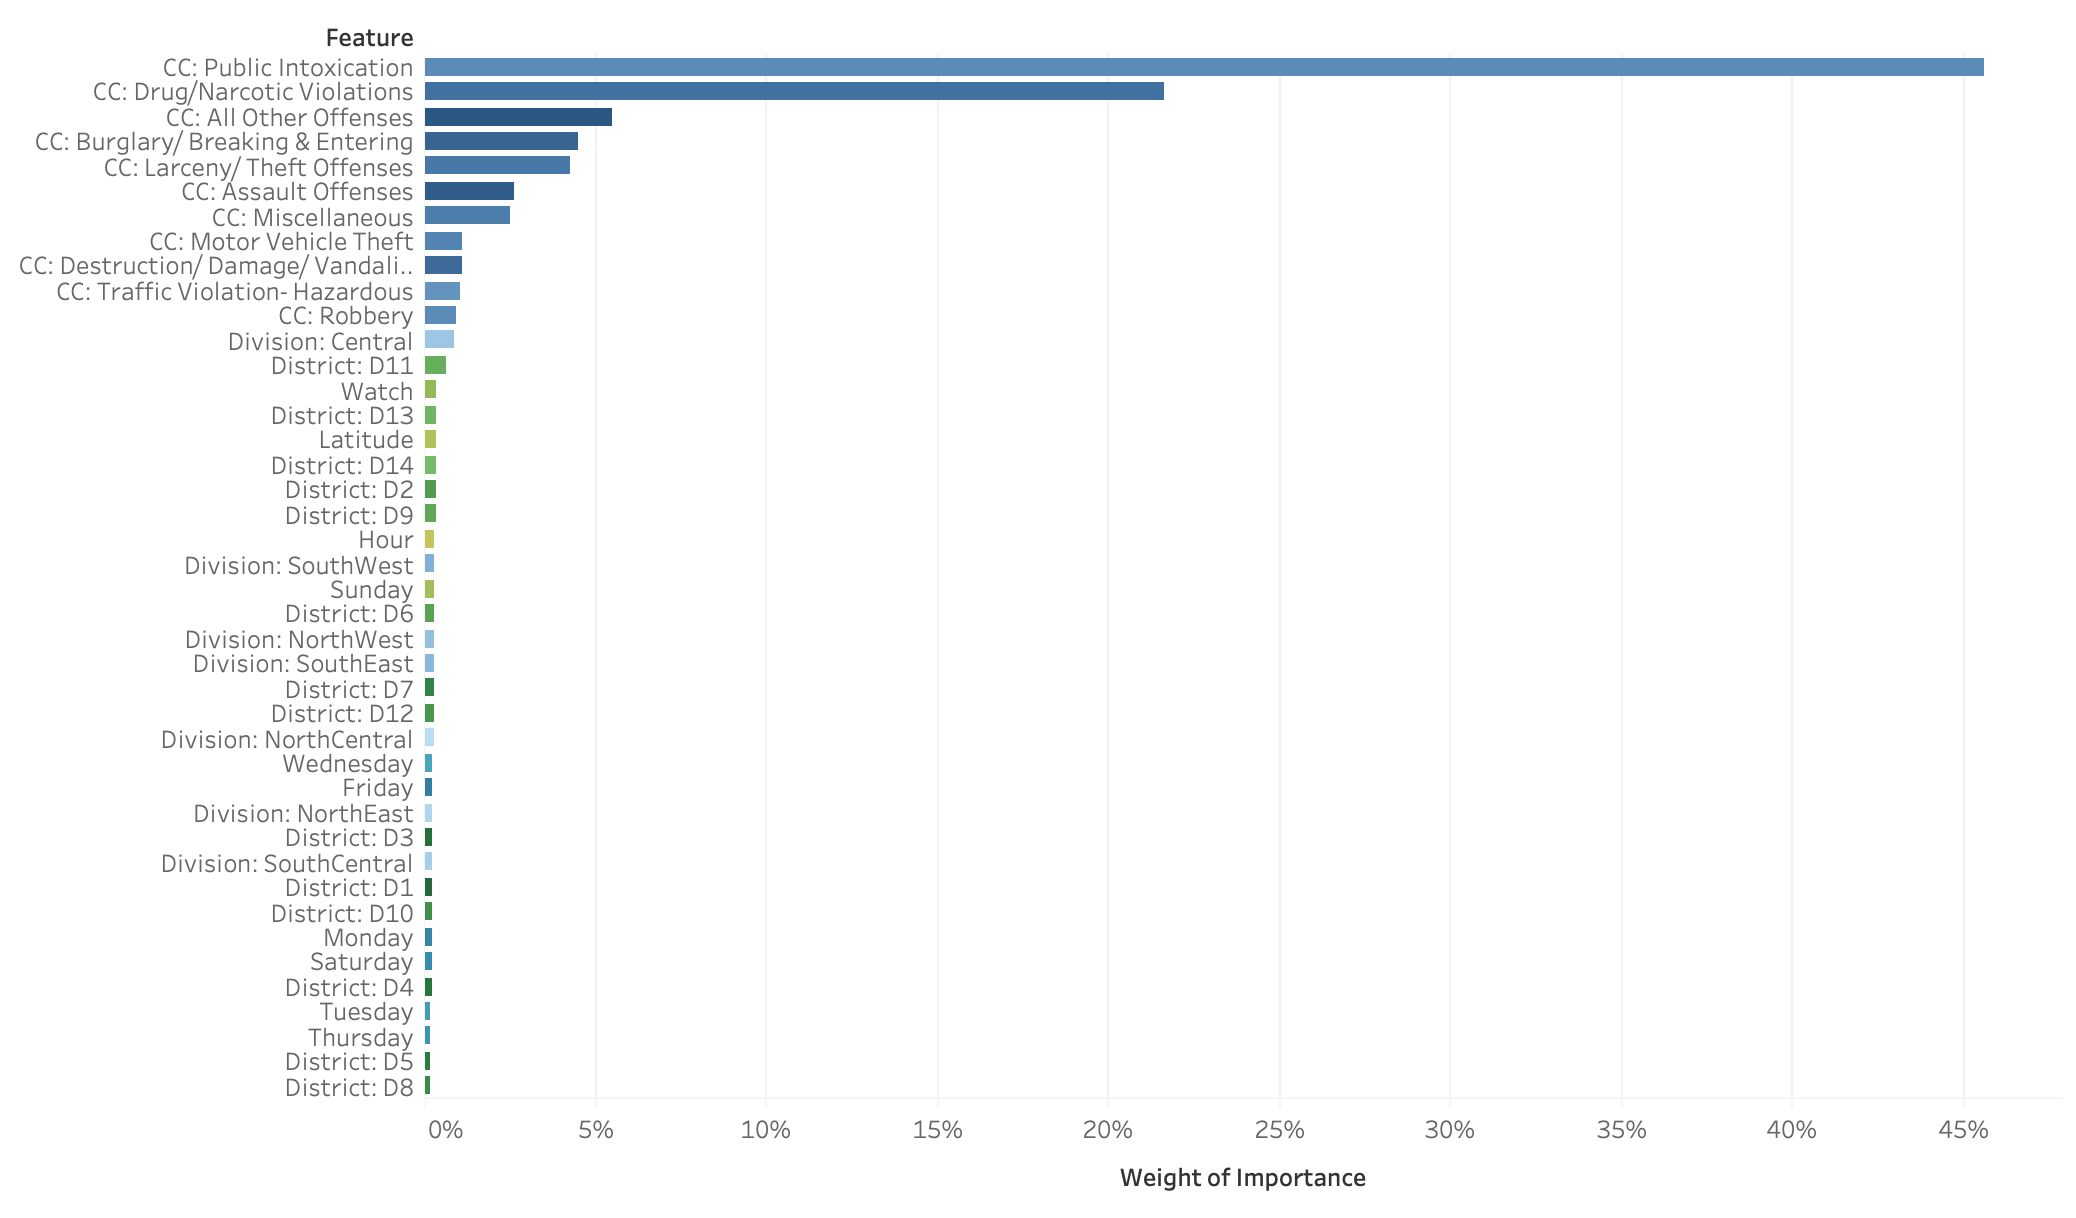 Feature
CC: Public Intoxication
CC: Drug/Narcotic Violations
CC: All Other Offenses
CC: Burglary/ Breaking & Entering
CC: Larceny/ Theft Offenses
CC: Assault Offenses
CC: Miscellaneous
CC: Motor Vehicle Theft
CC: Destruction/ Damage/ Vandali..
CC: Traffic Violation- Hazardous
CC: Robbery
Division: Central
District: D11
Watch
District: D13
Latitude
District: D14
District: D2
District: D9
Hour
Division: SouthWest
Sunday
District: D6
Division: NorthWest
Division: SouthEast
District: D7
District: D12
Division: NorthCentral
Wednesday
Friday
Division: NorthEast
District: D3
Division: SouthCentral
District: D1
District: D10
Monday
Saturday
District: D4
Tuesday
Thursday
District: D5
District: D8
0% 5% 10% 15% 20% 25% 30% 35% 40% 45%
Weight of Importance